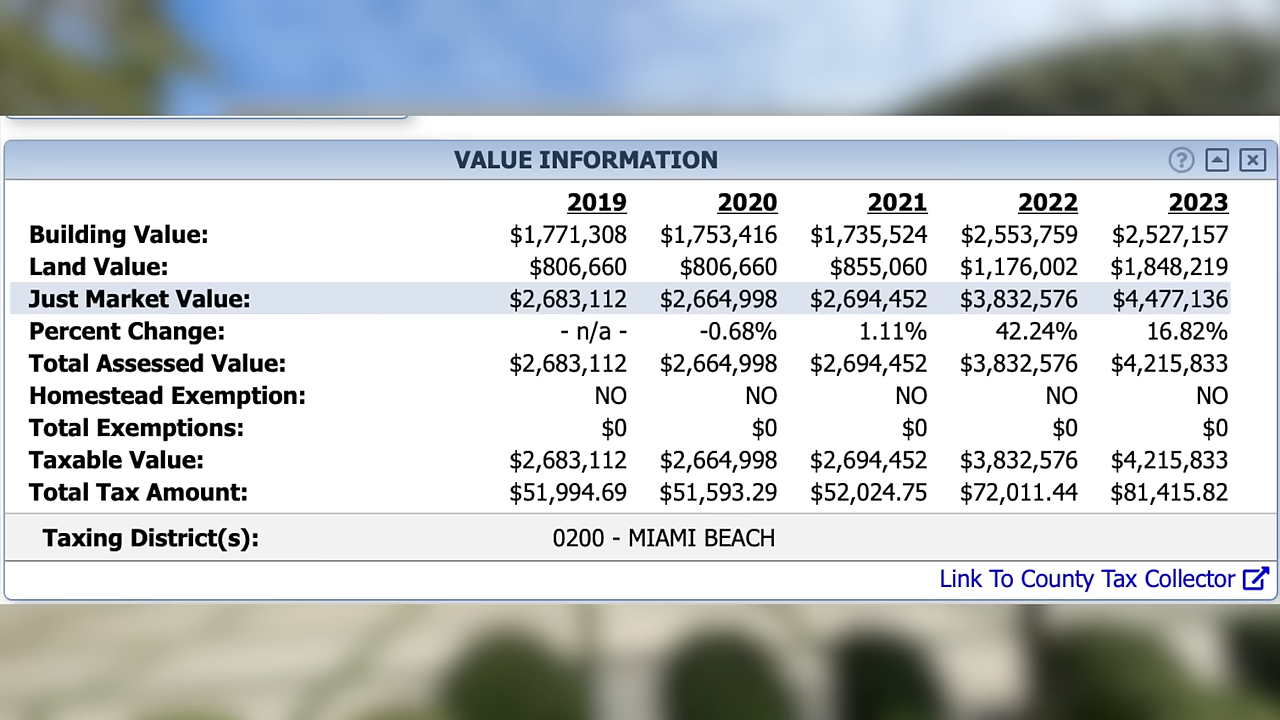 VALUE INFORMATION
2019 2020 2021 2022 2023
Building Value: $1,771,308 $1,753,416 $1,735,524 $2,553,759 $2,527,157
Land Value: $806,660 $806,660 $855,060 $1,176,002 $1,848,219
Just Market Value: $2,683,112 $2,664,998 $2,694,452 $3,832,576 $4,477,136
Percent Change: - n/a - -0.68% 1.11% 42.24% 16.82%
Total Assessed Value: $2,683,112 $2,664,998 $2,694,452 $3,832,576 $4,215,833
Homestead Exemption: NO NO NO NO NO
Total Exemptions: $0 $0 $0 $0 $0
Taxable Value: $2,683,112 $2,664,998 $2,694,452 $3,832,576 $4,215,833
Total Tax Amount: $51,994.69 $51,593.29 $52,024.75 $72,011.44 $81,415.82
Taxing District(s): 0200 - MIAMI BEACH
Link To County Tax Collector